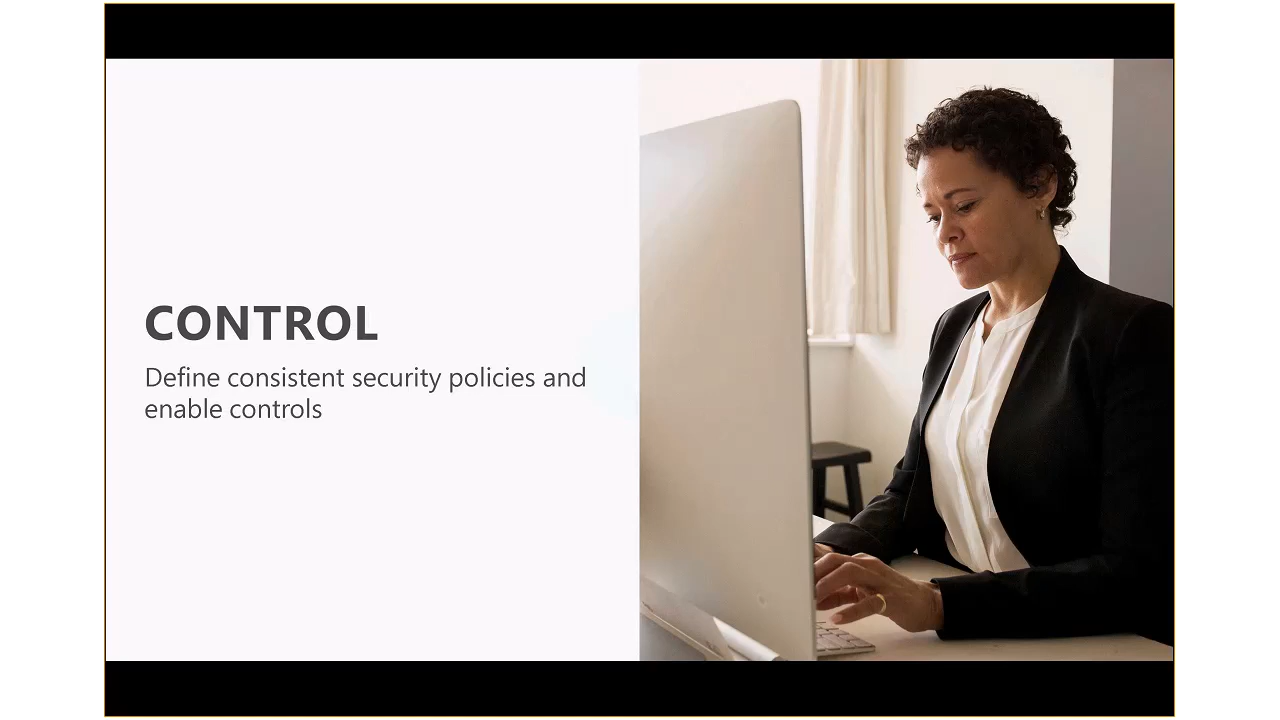 CONTROL
Define consistent security policies and
enable controls